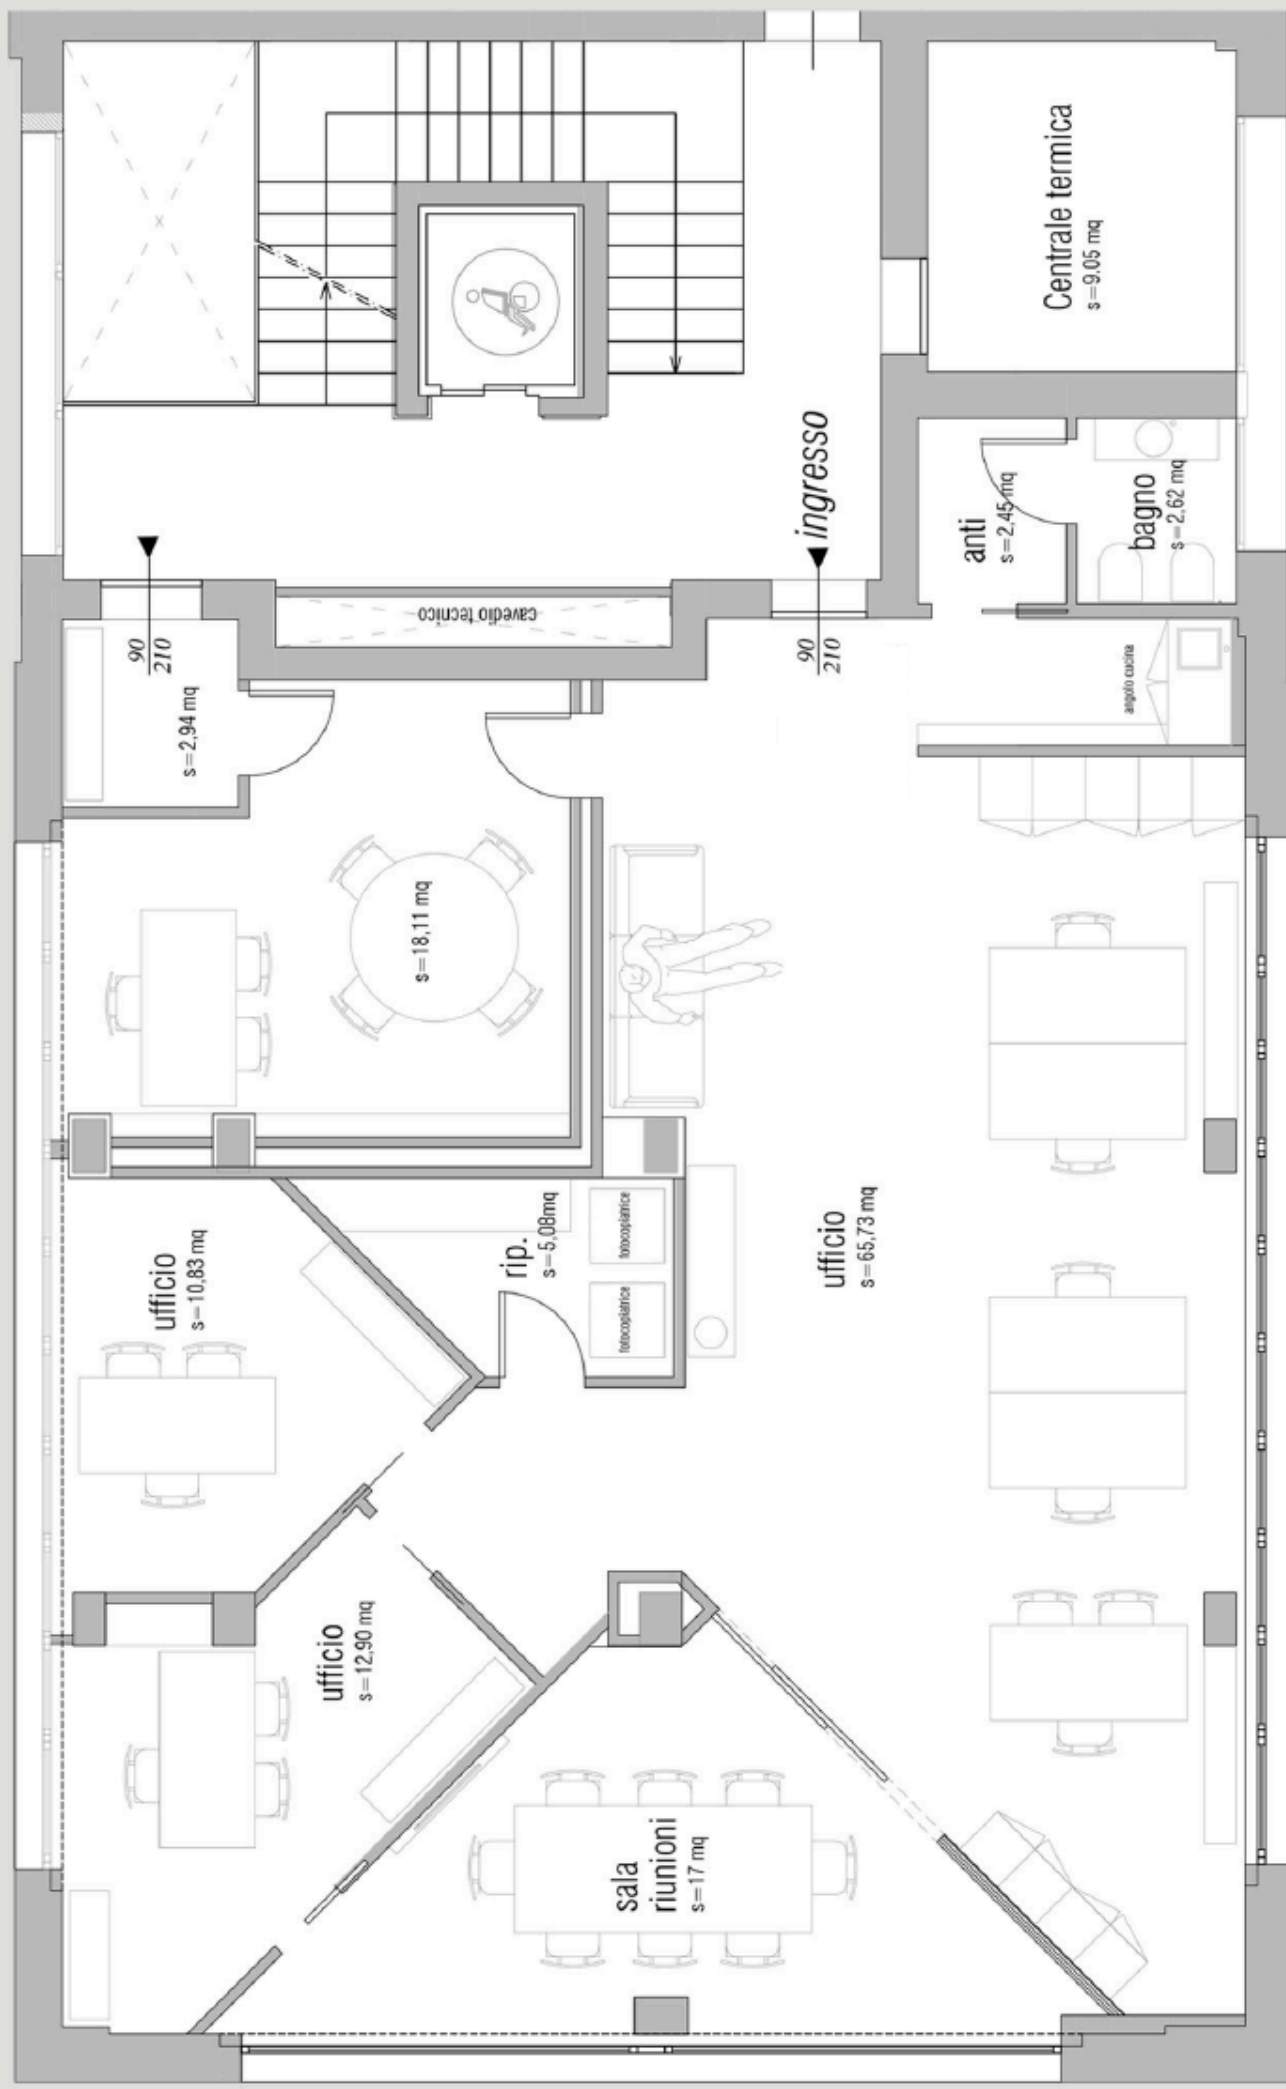 Centrale termica
s=9.05 mq
ingresso
anti
s=2,45 mq
bagno
s=2,62 mq
cavedio tecnico
90
210
90
210
s=2,94 mq
angolo cucina
s=18,11 mq
ufficio
s=10,83 mq
rip.
s=5,08mq
fotocopiatrice
fotocopiatrice
ufficio
s=65,73 mq
ufficio
s=12,90 mq
sala
riunioni
s=17 mq